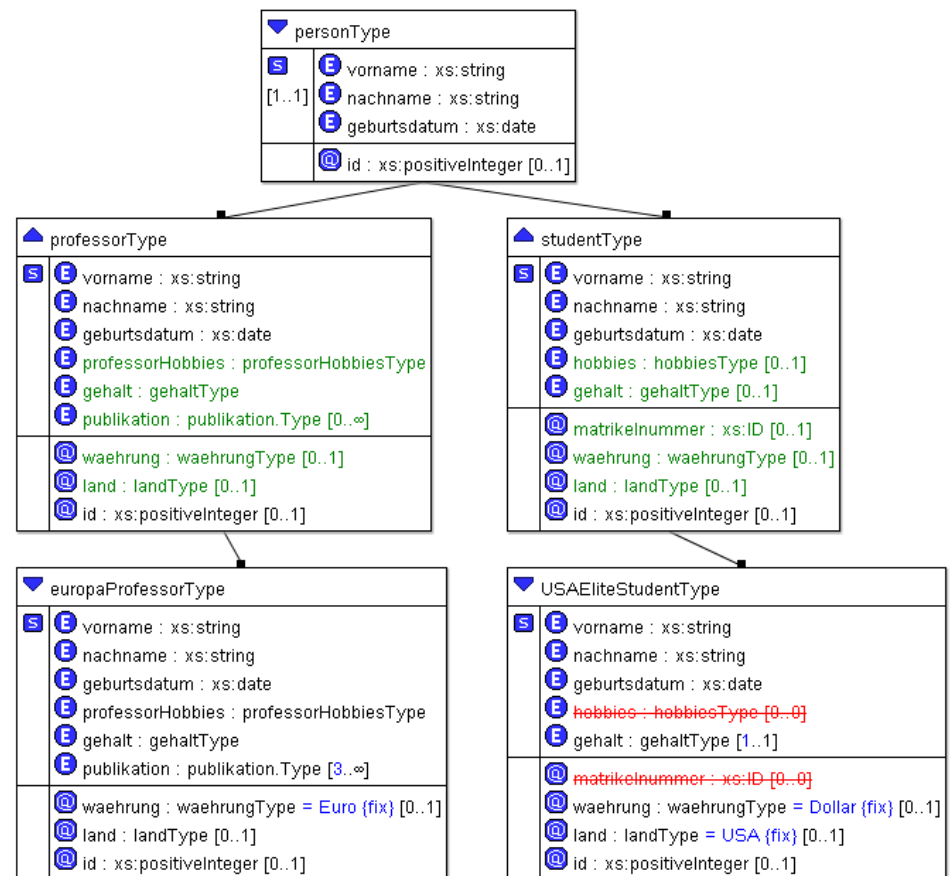 personType
S
[1..1]
E vorname : xs:string
E nachname : xs:string
E geburtsdatum : xs:date
@ id : xs:positiveInteger [0..1]
professorType
S
E vorname : xs:string
E nachname : xs:string
E geburtsdatum : xs:date
E professorHobbies : professorHobbiesType
E gehalt : gehaltType
E publikation : publikation.Type [0..∞]
@ waehrung : waehrungType [0..1]
@ land : landType [0..1]
@ id : xs:positiveInteger [0..1]
studentType
S
E vorname : xs:string
E nachname : xs:string
E geburtsdatum : xs:date
E hobbies : hobbiesType [0..1]
E gehalt : gehaltType [0..1]
@ matrikelnummer : xs:ID [0..1]
@ waehrung : waehrungType [0..1]
@ land : landType [0..1]
@ id : xs:positiveInteger [0..1]
europaProfessorType
S
E vorname : xs:string
E nachname : xs:string
E geburtsdatum : xs:date
E professorHobbies : professorHobbiesType
E gehalt : gehaltType
E publikation : publikation.Type [3..∞]
@ waehrung : waehrungType = Euro {fix} [0..1]
@ land : landType [0..1]
@ id : xs:positiveInteger [0..1]
USAEliteStudentType
S
E vorname : xs:string
E nachname : xs:string
E geburtsdatum : xs:date
E hobbies : hobbiesType [0..0]
E gehalt : gehaltType [1..1]
@ matrikelnummer : xs:ID [0..0]
@ waehrung : waehrungType = Dollar {fix} [0..1]
@ land : landType = USA {fix} [0..1]
@ id : xs:positiveInteger [0..1]